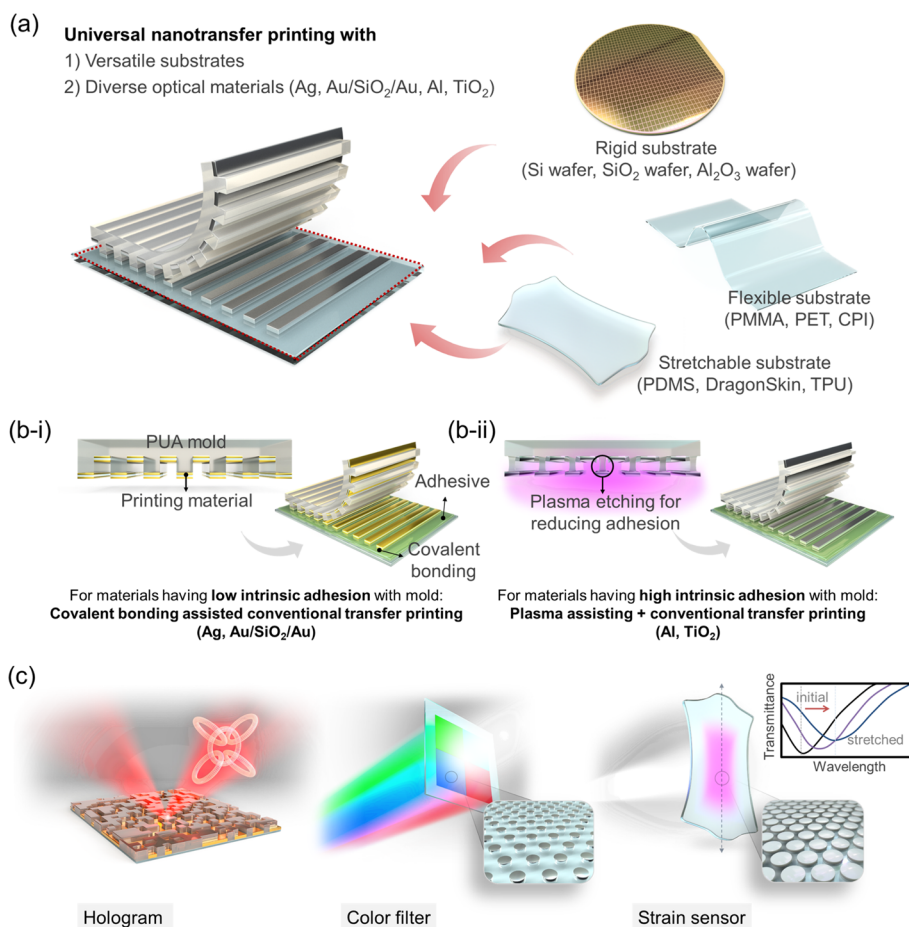 (a)
Universal nanotransfer printing with
1) Versatile substrates
2) Diverse optical materials (Ag, Au/SiO₂/Au, Al, TiO₂)
Rigid substrate
(Si wafer, SiO₂ wafer, Al₂O₃ wafer)
Flexible substrate
(PMMA, PET, CPI)
Stretchable substrate
(PDMS, DragonSkin, TPU)
(b-i)
PUA mold
Printing material
Adhesive
Covalent
bonding
For materials having low intrinsic adhesion with mold:
Covalent bonding assisted conventional transfer printing
(Ag, Au/SiO₂/Au)
(b-ii)
Plasma etching for
reducing adhesion
For materials having high intrinsic adhesion with mold:
Plasma assisting + conventional transfer printing
(Al, TiO₂)
(c)
Hologram
Color filter
Transmittance
initial
stretched
Wavelength
Strain sensor